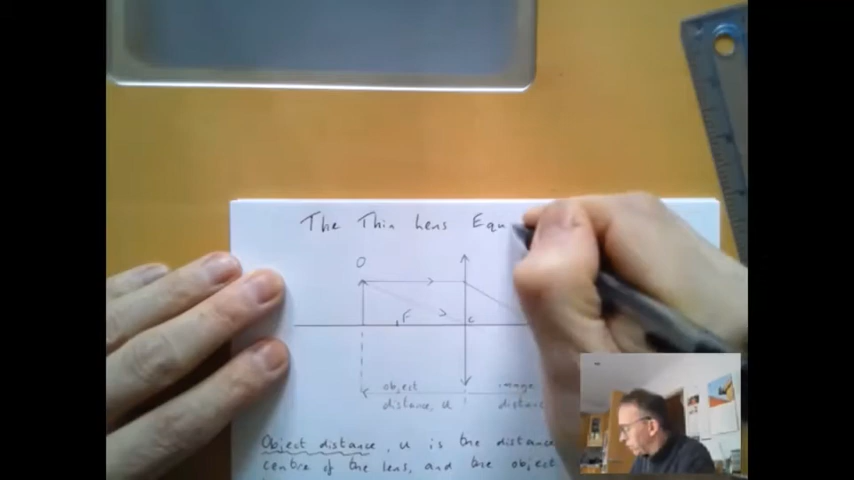 The Thin Lens Equ
O
F
c
object image
distance, u distanc
Object distance, u is the distance
centre of the lens, and the object